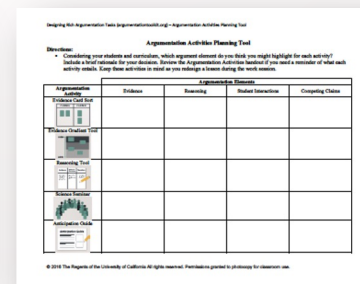 Designing Rich Argumentation Tasks (argumentationtoolkit.org) – Argumentation Activities Planning Tool
Argumentation Activities Planning Tool
Directions:
• Considering your students and curriculum, which argument element do you think you might highlight for each activity?
Include a brief rationale for your decision. Review the Argumentation Activities handout if you need a reminder of what each
activity entails. Keep these activities in mind as you redesign a lesson during the work session.
Argumentation Elements
Argumentation
Activity
Evidence
Reasoning
Student Interactions
Competing Claims
Evidence Card Sort
Evidence Gradient Tool
Reasoning Tool
Science Seminar
Anticipation Guide
© 2016 The Regents of the University of California All rights reserved. Permissions granted to photocopy for classroom use.